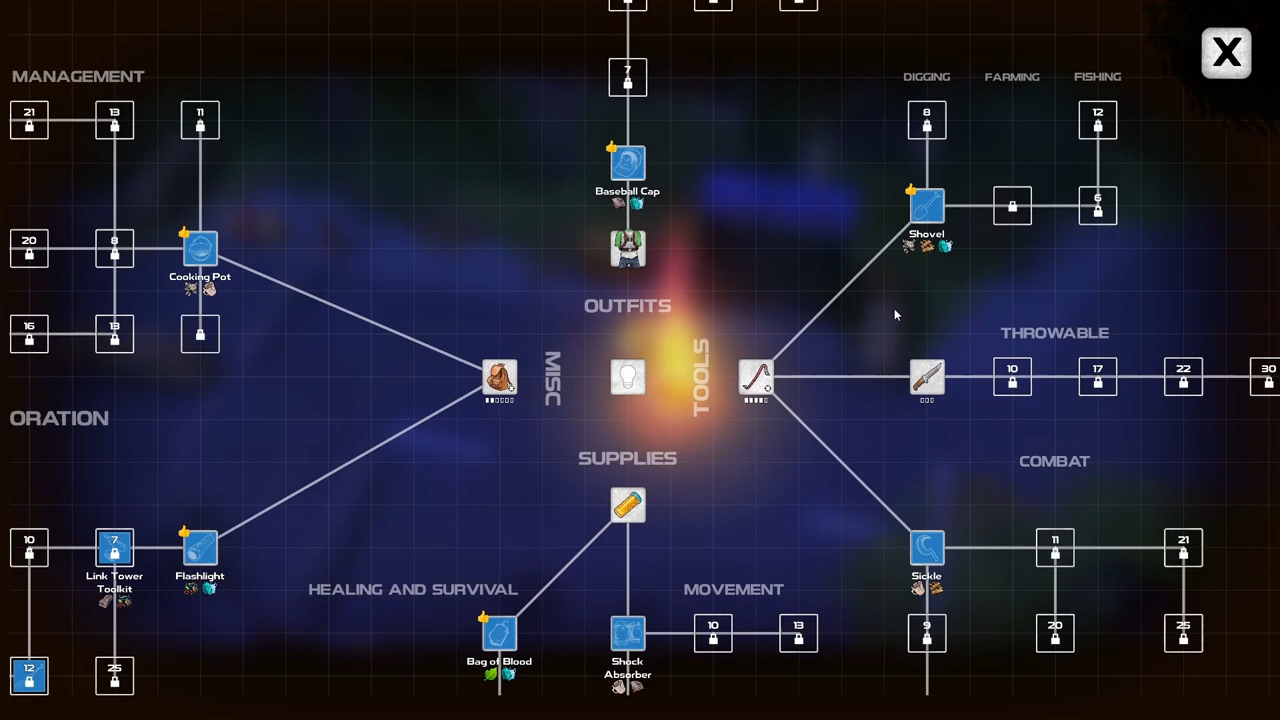 7
X
MANAGEMENT
DIGGING
FARMING
FISHING
21
13
11
8
12
Baseball Cap
6
Shovel
20
8
Cooking Pot
OUTFITS
16
13
THROWABLE
MISC
TOOLS
10
17
22
30
ORATION
SUPPLIES
COMBAT
10
7
Link Tower
Toolkit
Flashlight
HEALING AND SURVIVAL
MOVEMENT
Sickle
11
21
12
25
Bag of Blood
Shock
Absorber
10
13
9
20
25